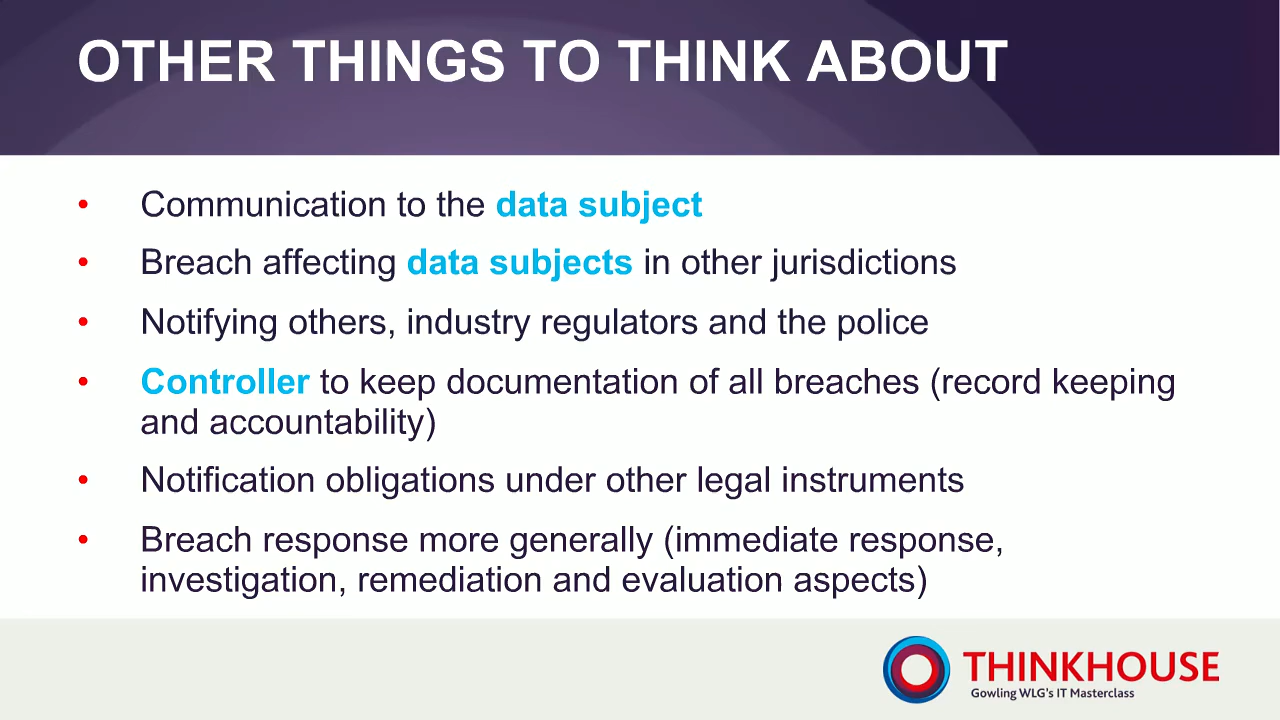 OTHER THINGS TO THINK ABOUT
• Communication to the data subject
• Breach affecting data subjects in other jurisdictions
• Notifying others, industry regulators and the police
• Controller to keep documentation of all breaches (record keeping
and accountability)
• Notification obligations under other legal instruments
• Breach response more generally (immediate response,
investigation, remediation and evaluation aspects)
THINKHOUSE
Gowling WLG's IT Masterclass